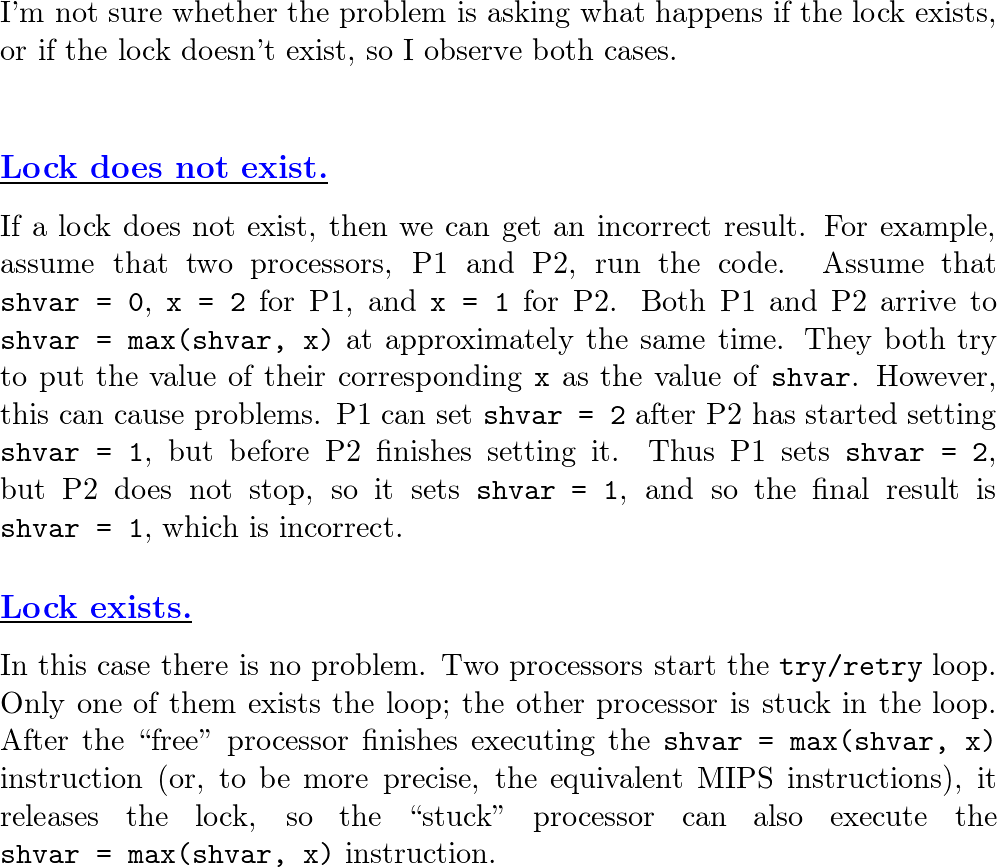 I'm not sure whether the problem is asking what happens if the lock exists,
or if the lock doesn't exist, so I observe both cases.
Lock does not exist.
If a lock does not exist, then we can get an incorrect result. For example,
assume that two processors, P1 and P2, run the code. Assume that
shvar = 0, x = 2 for P1, and x = 1 for P2. Both P1 and P2 arrive to
shvar = max(shvar, x) at approximately the same time. They both try
to put the value of their corresponding x as the value of shvar. However,
this can cause problems. P1 can set shvar = 2 after P2 has started setting
shvar = 1, but before P2 finishes setting it. Thus P1 sets shvar = 2,
but P2 does not stop, so it sets shvar = 1, and so the final result is
shvar = 1, which is incorrect.
Lock exists.
In this case there is no problem. Two processors start the try/retry loop.
Only one of them exists the loop; the other processor is stuck in the loop.
After the “free” processor finishes executing the shvar = max(shvar, x)
instruction (or, to be more precise, the equivalent MIPS instructions), it
releases the lock, so the “stuck” processor can also execute the
shvar = max(shvar, x) instruction.